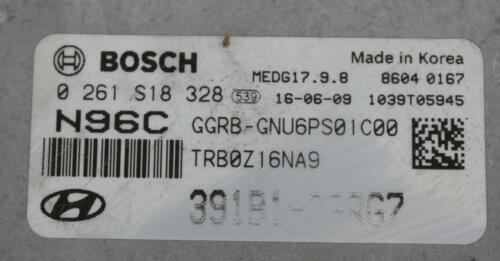 BOSCH
Made in Korea
MEDG17.9.8 8604 0167
0 261 S18 328 539 16-06-09 1039T05945
N96C GGRB-GNU6PS01C00
TRB0Z16NA9